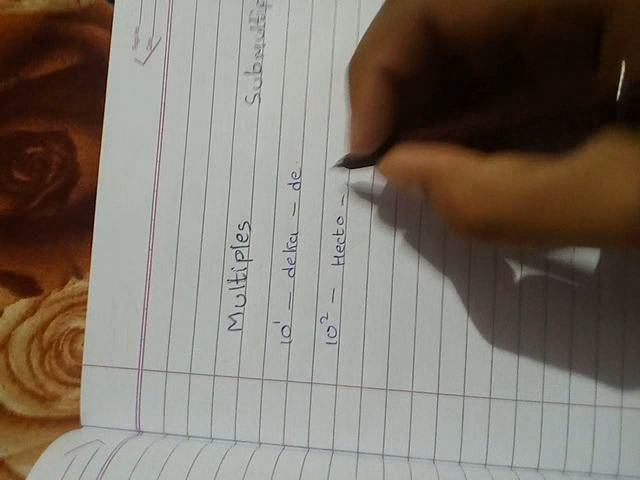 Multiples
10¹ – deka – de
10² – Hecto –